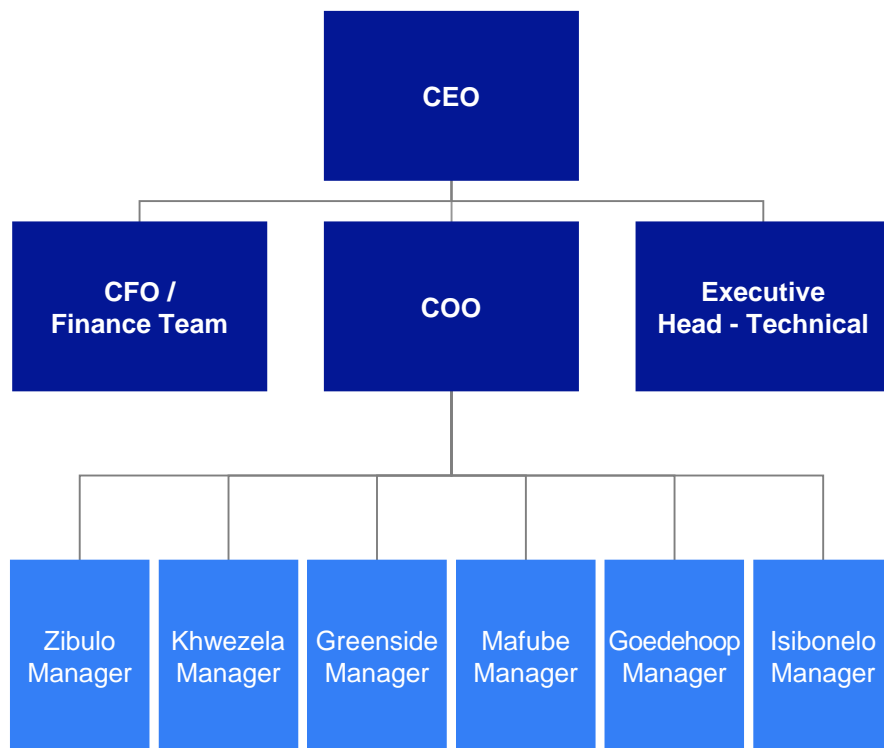 CEO
CFO /
Finance Team
COO
Executive
Head - Technical
Zibulo
Manager
Khwezela
Manager
Greenside
Manager
Mafube
Manager
Goedehoop
Manager
Isibonelo
Manager